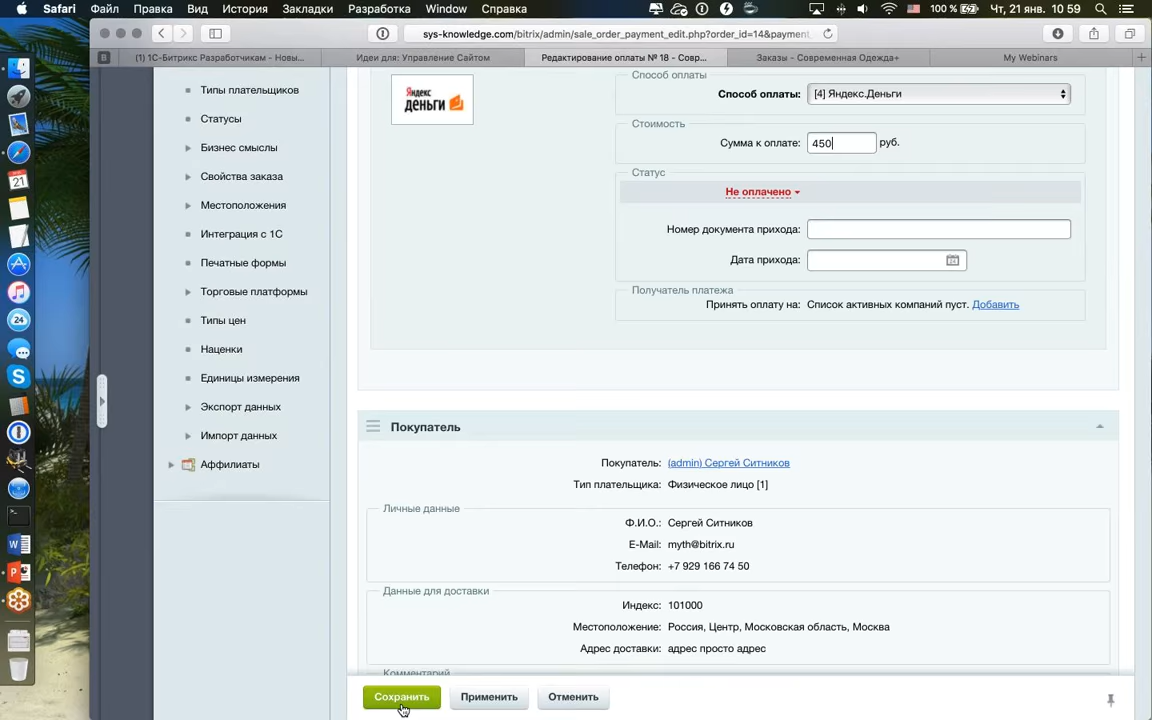 Safari Файл Правка Вид История Закладки Разработка Window Справка 100 % Чт, 21 янв. 10 59
sys-knowledge.com/bitrix/admin/sale_order_payment_edit.php?order_id=14&payment_
(1) 1С-Битрикс Разработчикам - Новы... Идеи для: Управление Сайтом Редактирование оплаты № 18 - Совр... Заказы - Современная Одежда+ My Webinars
Типы плательщиков
Статусы
Бизнес смыслы
Свойства заказа
Местоположения
Интеграция с 1С
Печатные формы
Торговые платформы
Типы цен
Наценки
Единицы измерения
Экспорт данных
Импорт данных
Аффилиаты
Яндекс
деньги
Способ оплаты
Способ оплаты: [4] Яндекс.Деньги
Стоимость
Сумма к оплате: 450 руб.
Статус
Не оплачено
Номер документа прихода:
Дата прихода:
Получатель платежа
Принять оплату на: Список активных компаний пуст. Добавить
Покупатель
Покупатель: (admin) Сергей Ситников
Тип плательщика: Физическое лицо [1]
Личные данные
Ф.И.О.: Сергей Ситников
E-Mail: myth@bitrix.ru
Телефон: +7 929 166 74 50
Данные для доставки
Индекс: 101000
Местоположение: Россия, Центр, Московская область, Москва
Адрес доставки: адрес просто адрес
Комментарий
Сохранить Применить Отменить